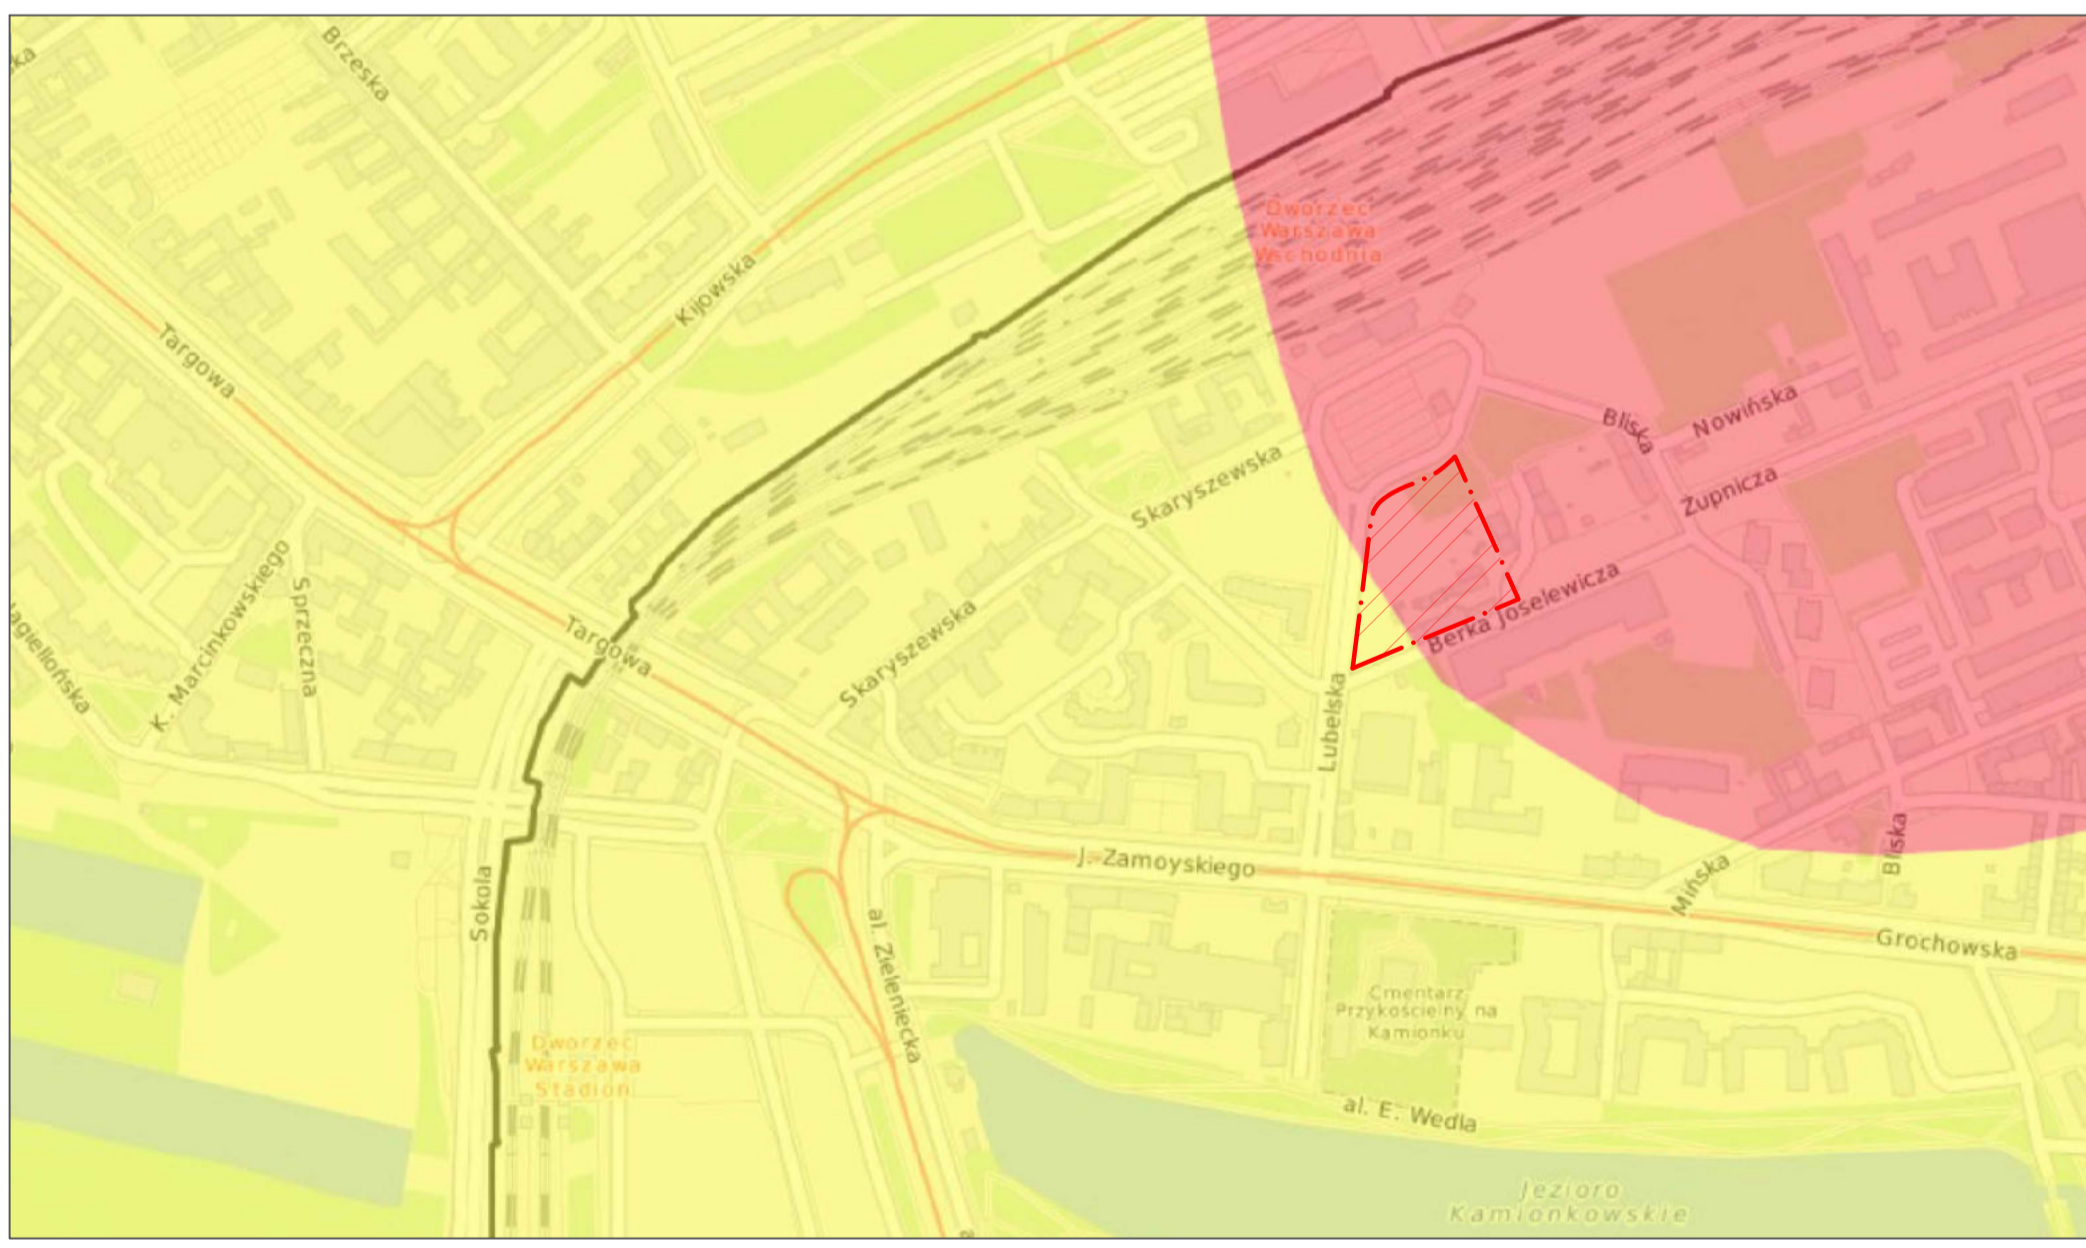 ka
Brzeska
Dworzec
Warszawa
Wschodnia
Kijowska
Targowa
Bliska
Nowińska
Żupnicza
Skaryszewska
K. Marcinkowskiego
Sprzeczna
Jagiellońska
Targowa
Skaryszewska
Berka Joselewicza
Lubelska
J. Zamoyskiego
Mińska
Bliska
Sokola
al. Zieleniecka
Grochowska
Cmentarz
Przykościelny na
Kamionku
Dworzec
Warszawa
Stadion
al. E. Wedla
Jezioro
Kamionkowskie